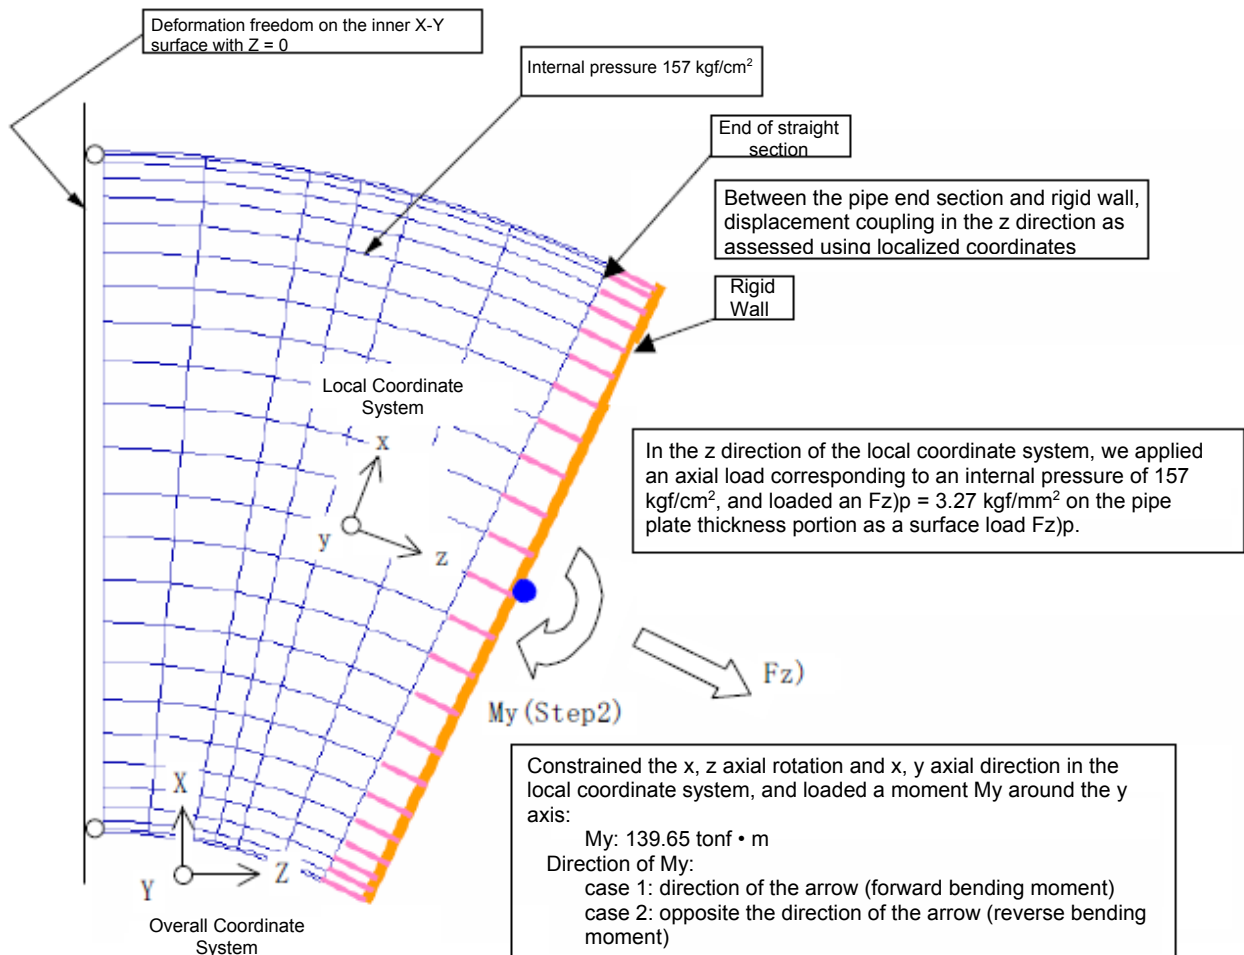 Deformation freedom on the inner X-Y
surface with Z = 0
Internal pressure 157 kgf/cm²
End of straight
section
Between the pipe end section and rigid wall,
displacement coupling in the z direction as
assessed using localized coordinates
Rigid
Wall
Local Coordinate
System
x
y
z
In the z direction of the local coordinate system, we applied
an axial load corresponding to an internal pressure of 157
kgf/cm², and loaded an Fz)p = 3.27 kgf/mm² on the pipe
plate thickness portion as a surface load Fz)p.
Fz)
My(Step2)
X
Y
Z
Overall Coordinate
System
Constrained the x, z axial rotation and x, y axial direction in the
local coordinate system, and loaded a moment My around the y
axis:
My: 139.65 tonf • m
Direction of My:
case 1: direction of the arrow (forward bending moment)
case 2: opposite the direction of the arrow (reverse bending
moment)